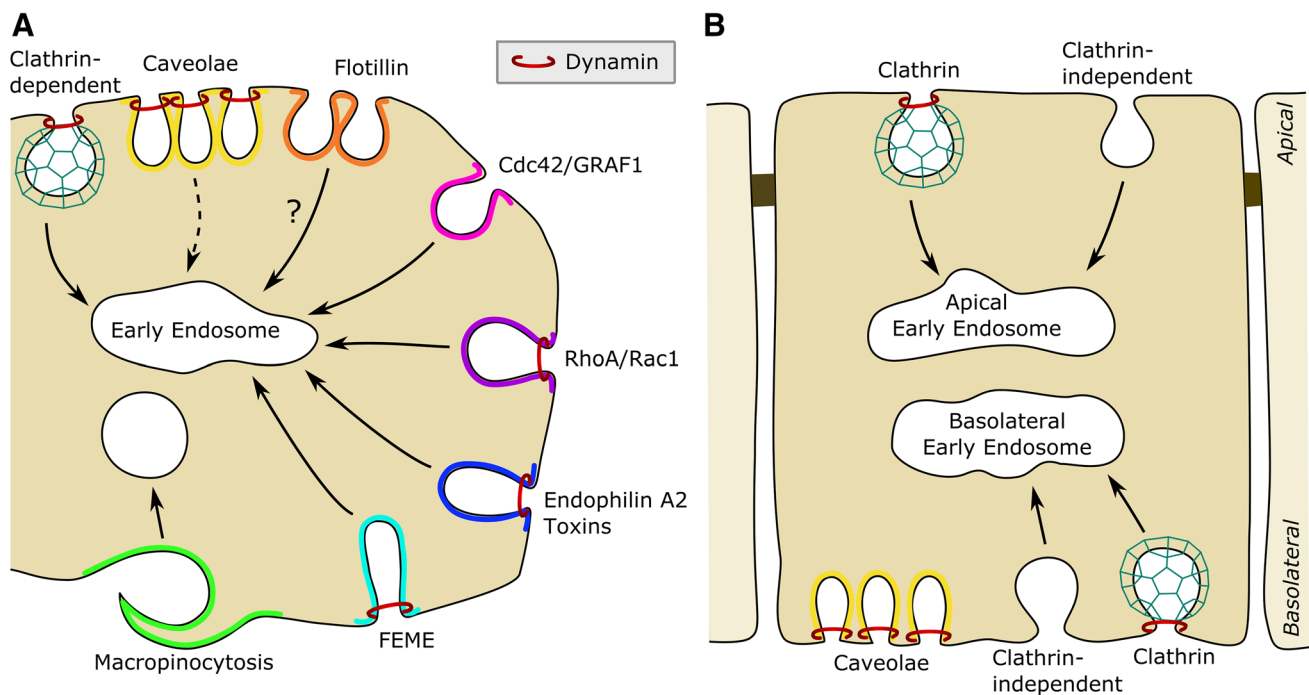 A
Clathrin-
dependent
Caveolae
Flotillin
Dynamin
Cdc42/GRAF1
?
Early Endosome
RhoA/Rac1
Endophilin A2
Toxins
FEME
Macropinocytosis
B
Clathrin
Clathrin-
independent
Apical
Apical
Early Endosome
Basolateral
Early Endosome
Basolateral
Caveolae
Clathrin-
independent
Clathrin